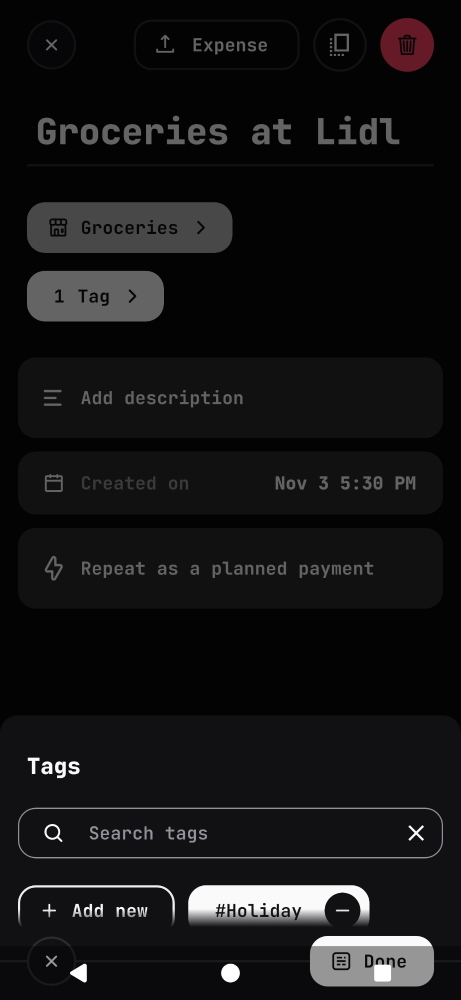 Expense
Groceries at Lidl
Groceries
1 Tag
Add description
Created on Nov 3 5:30 PM
Repeat as a planned payment
Tags
Search tags
Add new #Holiday
Done